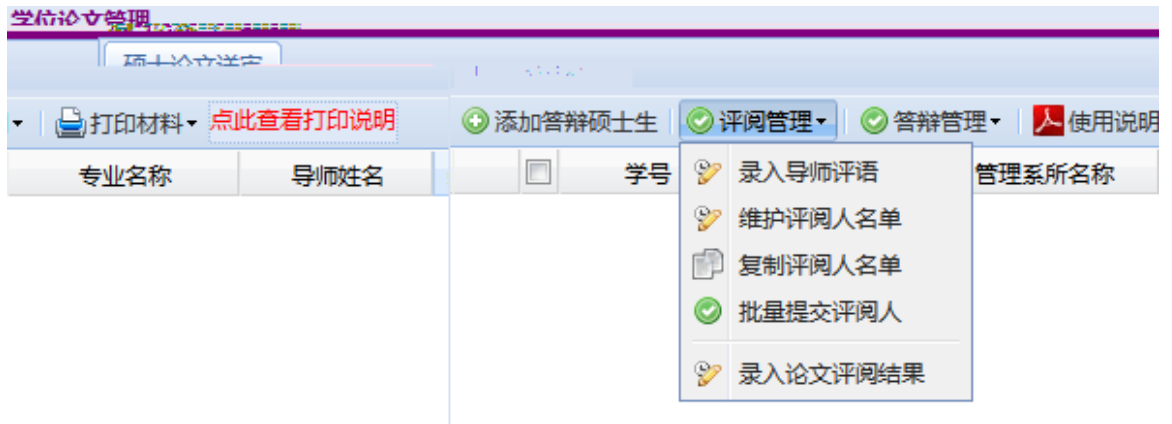 学位论文管理
硕士论文送审
打印材料 点此查看打印说明 添加答辩硕士生 评阅管理 答辩管理 使用说明
专业名称 导师姓名 学号 管理系所名称
录入导师评语
维护评阅人名单
复制评阅人名单
批量提交评阅人
录入论文评阅结果